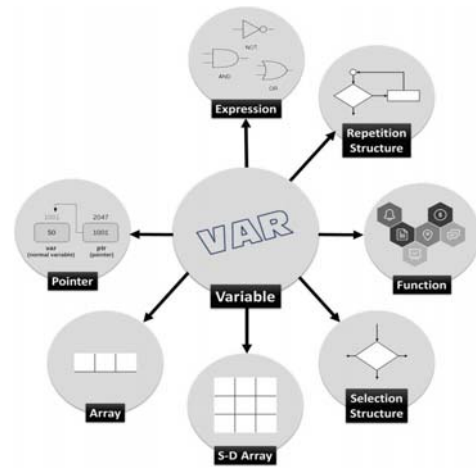 NOT
AND
OR
Expression
Repetition
Structure
1001
2047
50
1001
var
ptr
(normal variable)
(pointer)
Pointer
VAR
Variable
Function
Array
S-D Array
Selection
Structure